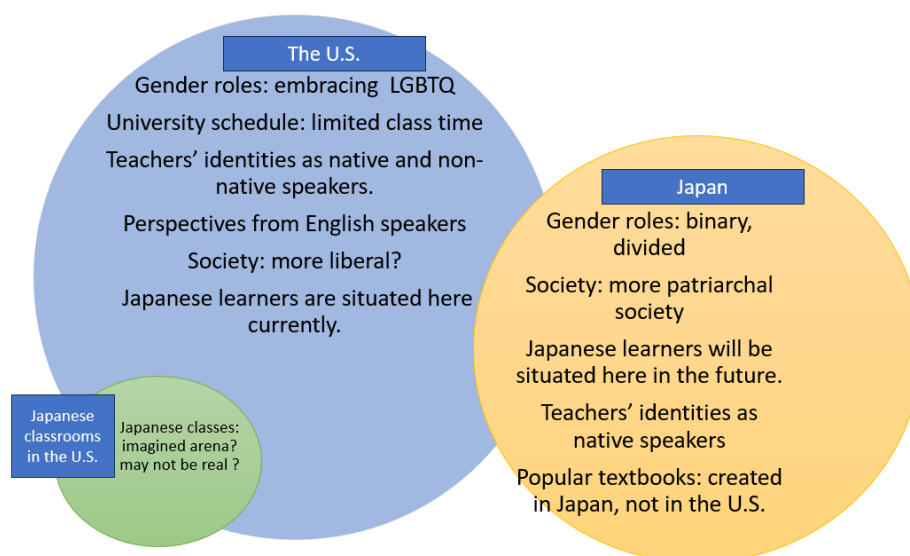 The U.S.
Gender roles: embracing LGBTQ
University schedule: limited class time
Teachers' identities as native and non-
native speakers.
Perspectives from English speakers
Society: more liberal?
Japanese learners are situated here
currently.
Japanese
classrooms
in the U.S.
Japanese classes:
imagined arena?
may not be real ?
Japan
Gender roles: binary,
divided
Society: more patriarchal
society
Japanese learners will be
situated here in the future.
Teachers' identities as
native speakers
Popular textbooks: created
in Japan, not in the U.S.